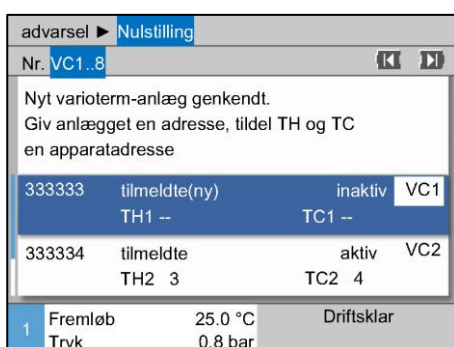 advarsel ► Nulstilling
Nr. VC1..8
Nyt varioterm-anlæg genkendt.
Giv anlægget en adresse, tildel TH og TC
en apparatadresse
333333 tilmeldte(ny) inaktiv VC1
TH1 -- TC1 --
333334 tilmeldte aktiv VC2
TH2 3 TC2 4
1 Fremløb 25.0 °C Driftsklar
Tryk 0.8 bar